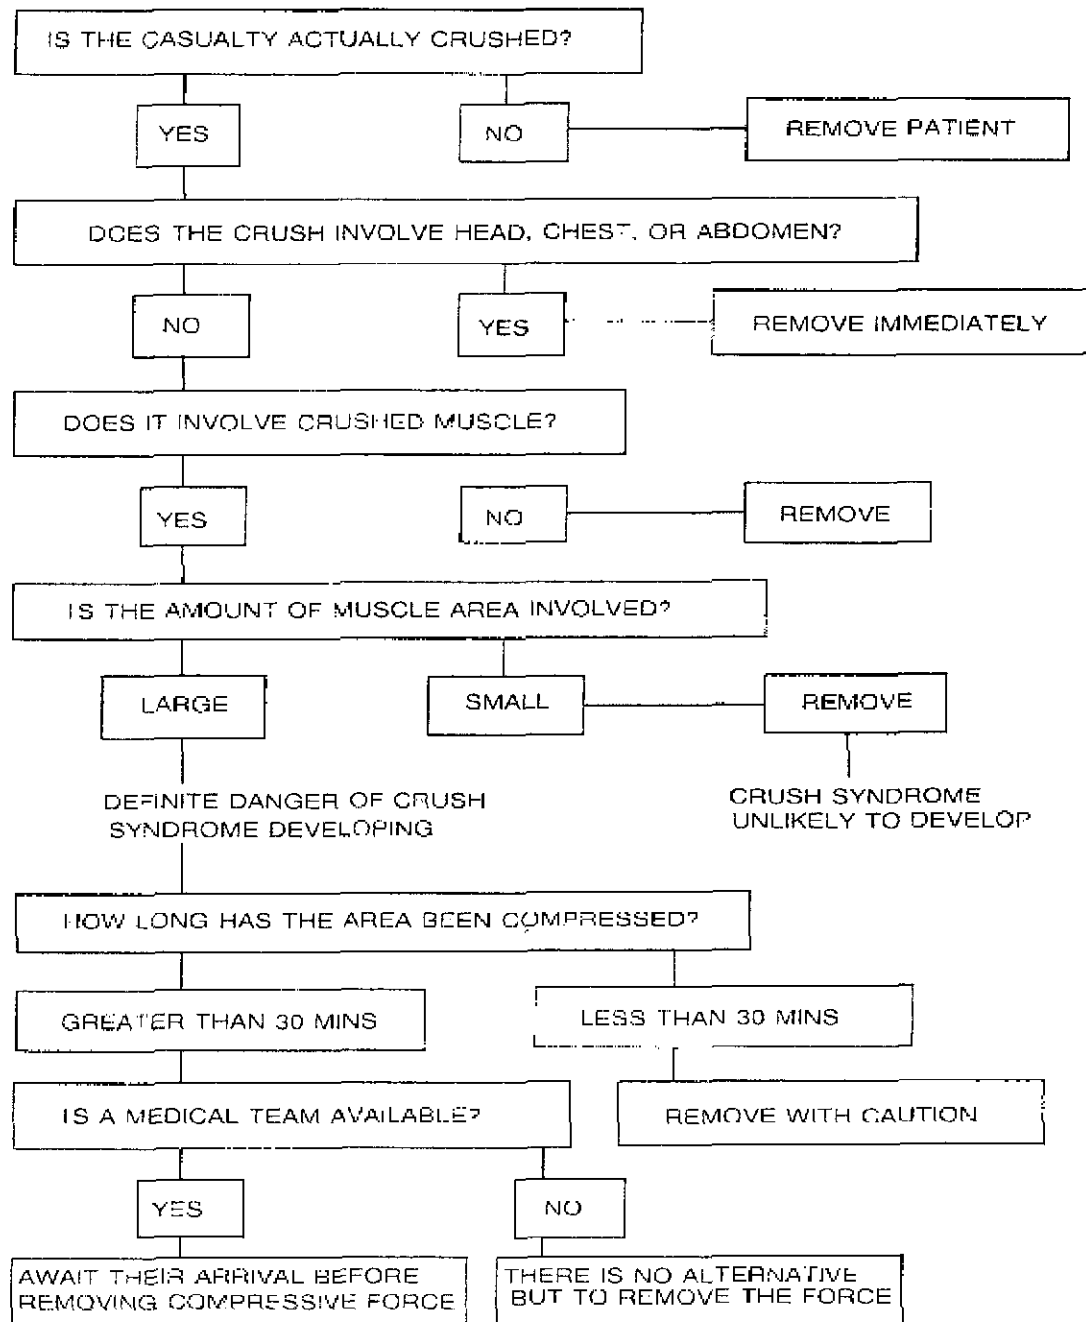 IS THE CASUALTY ACTUALLY CRUSHED?
YES
NO
REMOVE PATIENT
DOES THE CRUSH INVOLVE HEAD, CHEST, OR ABDOMEN?
NO
YES
REMOVE IMMEDIATELY
DOES IT INVOLVE CRUSHED MUSCLE?
YES
NO
REMOVE
IS THE AMOUNT OF MUSCLE AREA INVOLVED?
LARGE
SMALL
REMOVE
DEFINITE DANGER OF CRUSH
SYNDROME DEVELOPING
CRUSH SYNDROME
UNLIKELY TO DEVELOP
HOW LONG HAS THE AREA BEEN COMPRESSED?
GREATER THAN 30 MINS
LESS THAN 30 MINS
IS A MEDICAL TEAM AVAILABLE?
REMOVE WITH CAUTION
YES
NO
AWAIT THEIR ARRIVAL BEFORE
REMOVING COMPRESSIVE FORCE
THERE IS NO ALTERNATIVE
BUT TO REMOVE THE FORCE